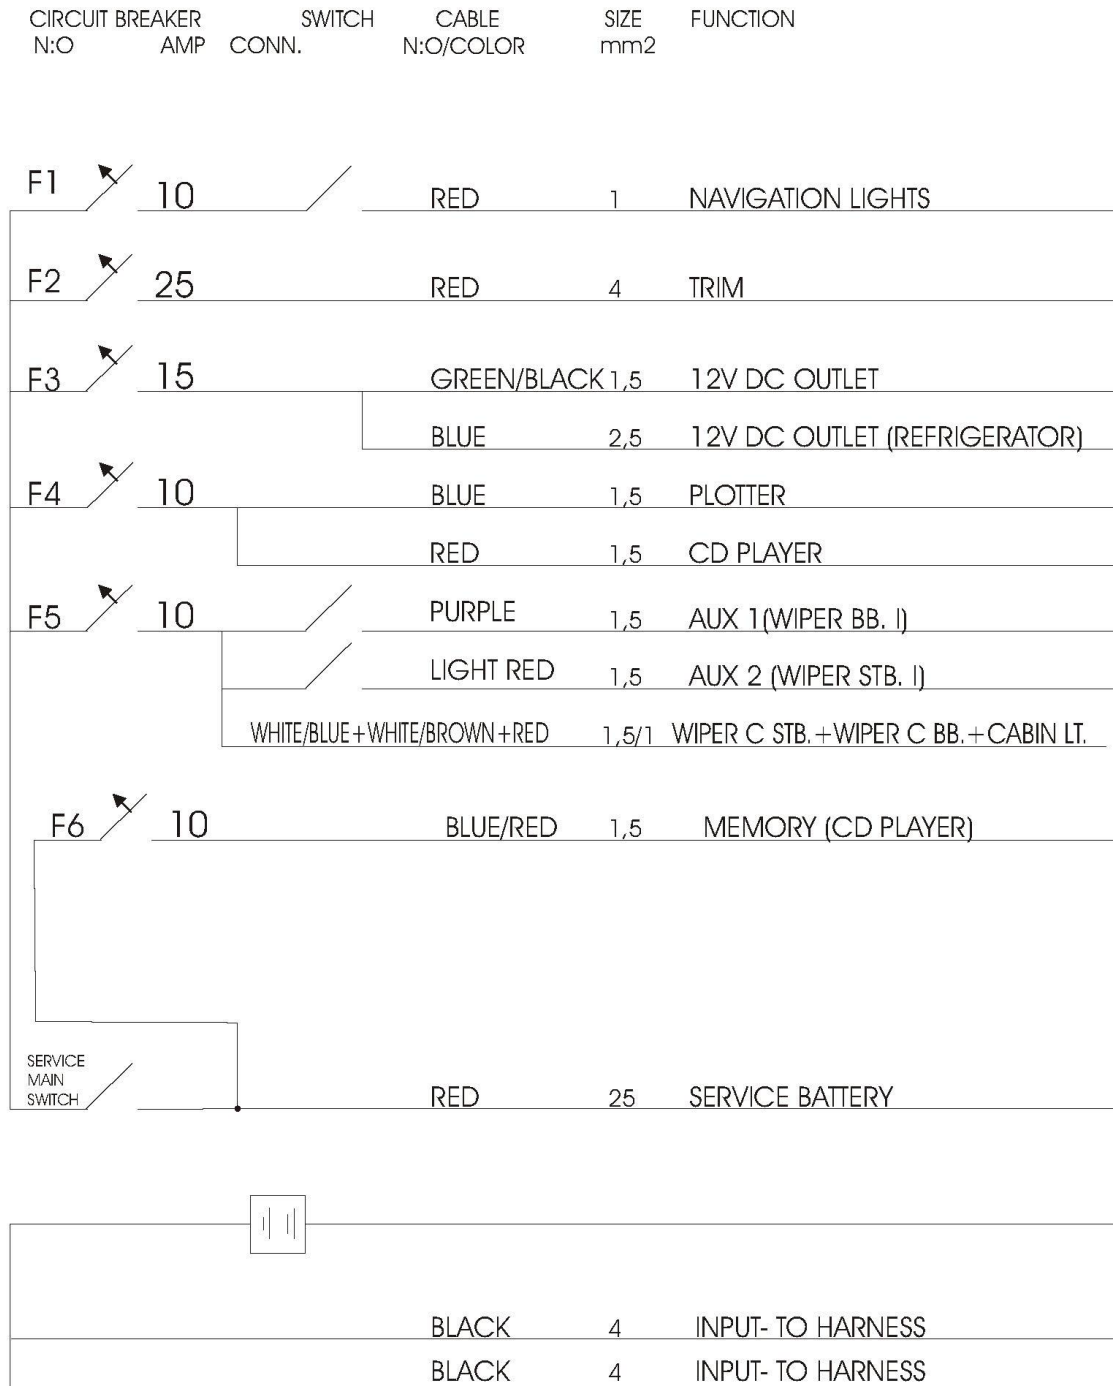 CIRCUIT BREAKER SWITCH CABLE SIZE FUNCTION
N:O AMP CONN. N:O/COLOR mm2
F1 10 RED 1 NAVIGATION LIGHTS
F2 25 RED 4 TRIM
F3 15 GREEN/BLACK 1,5 12V DC OUTLET
BLUE 2,5 12V DC OUTLET (REFRIGERATOR)
F4 10 BLUE 1,5 PLOTTER
RED 1,5 CD PLAYER
F5 10 PURPLE 1,5 AUX 1(WIPER BB. I)
LIGHT RED 1,5 AUX 2 (WIPER STB. I)
WHITE/BLUE+WHITE/BROWN+RED 1,5/1 WIPER C STB.+WIPER C BB.+CABIN LT.
F6 10 BLUE/RED 1,5 MEMORY (CD PLAYER)
SERVICE
MAIN
SWITCH RED 25 SERVICE BATTERY
BLACK 4 INPUT- TO HARNESS
BLACK 4 INPUT- TO HARNESS